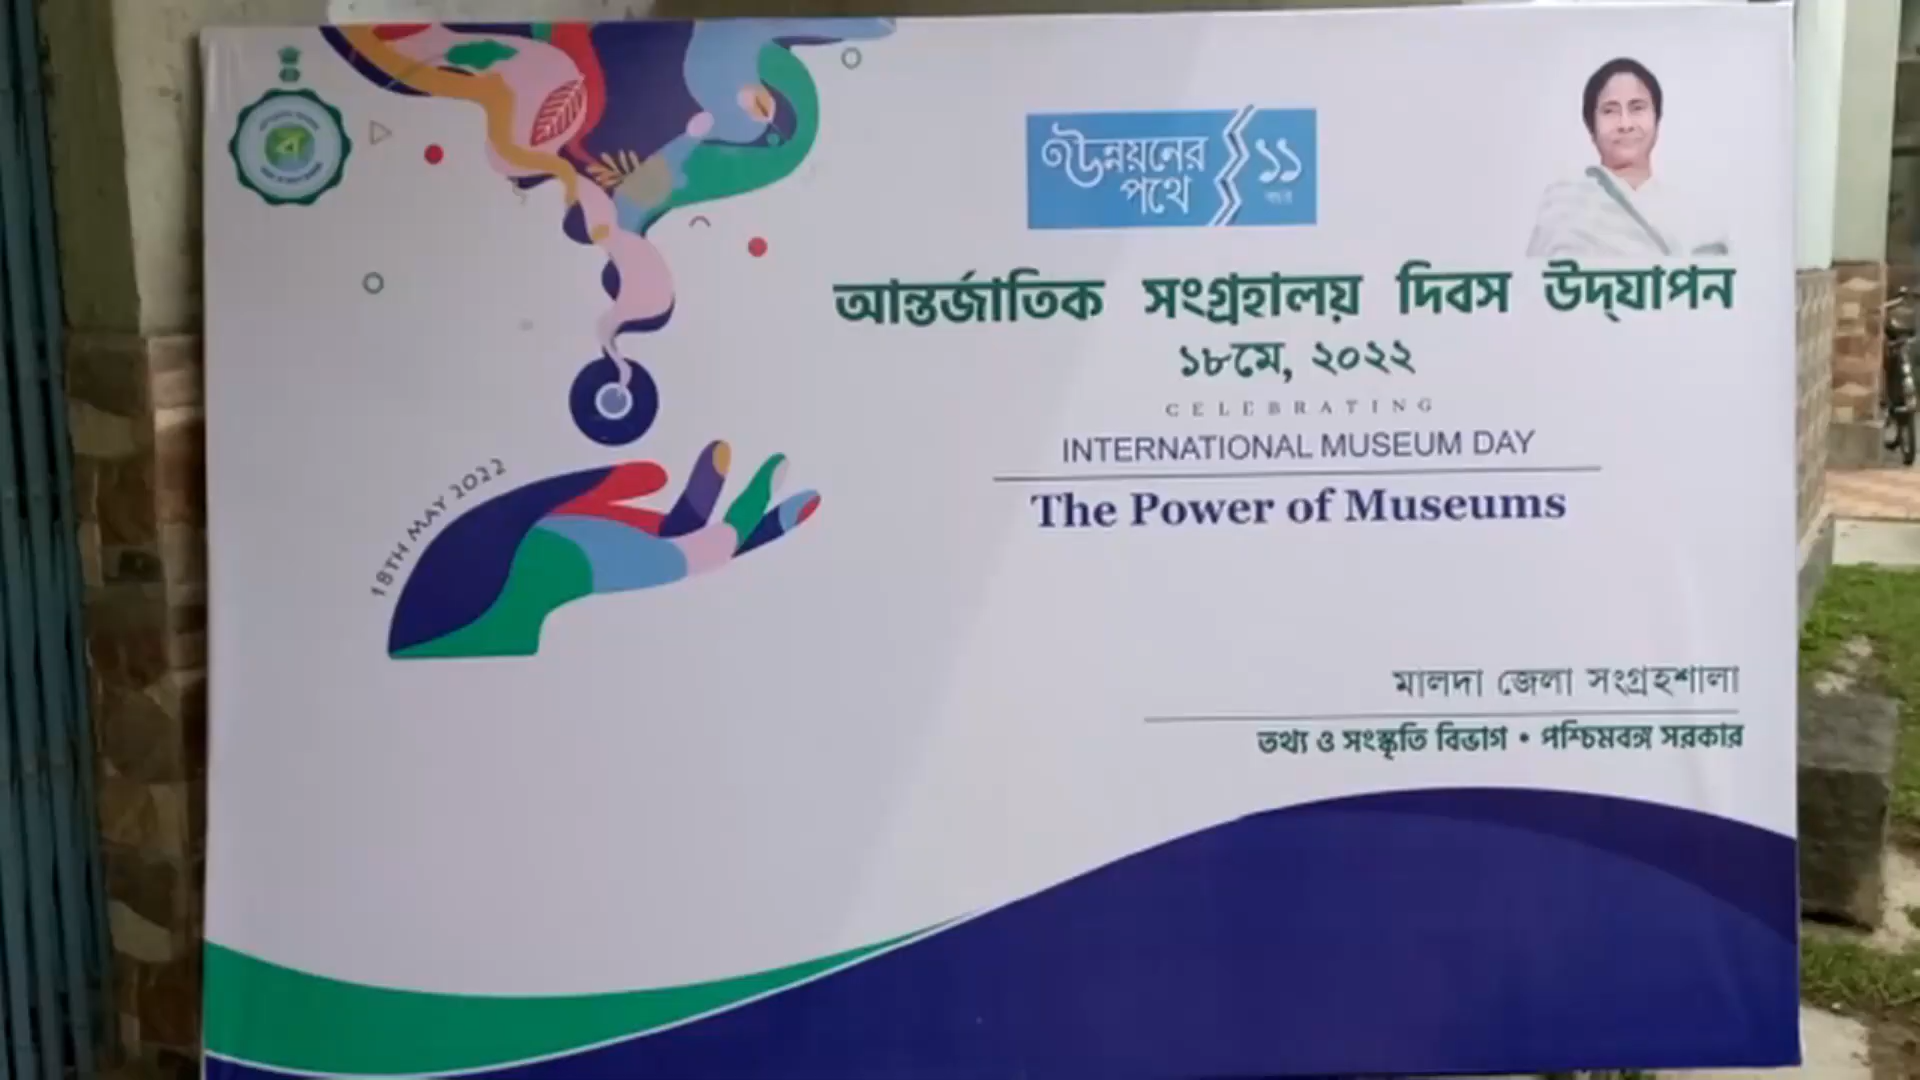 উন্নয়নের
পথে
১১
আন্তর্জাতিক সংগ্রহালয় দিবস উদ্‌যাপন
১৮মে, ২০২২
CELEBRATING
INTERNATIONAL MUSEUM DAY
The Power of Museums
18TH MAY 2022
মালদা জেলা সংগ্রহশালা
তথ্য ও সংস্কৃতি বিভাগ • পশ্চিমবঙ্গ সরকার